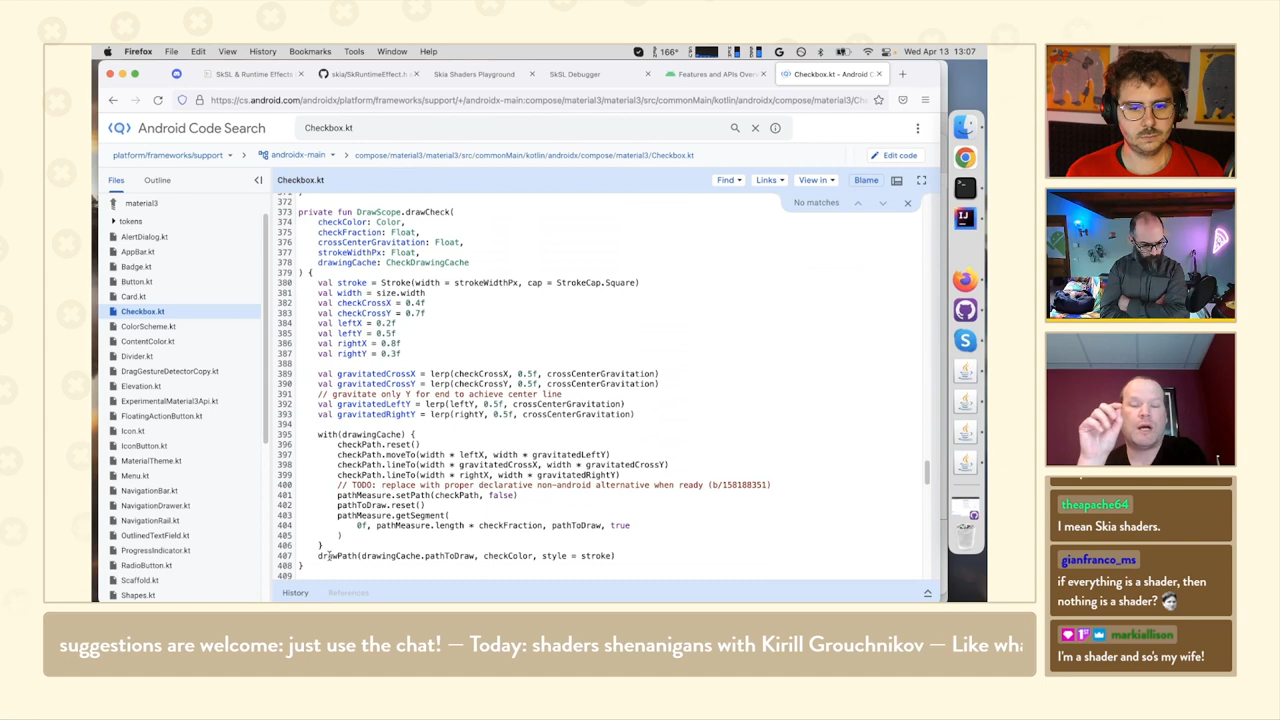 Firefox File Edit View History Bookmarks Tools Window Help
166° Wed Apr 13 13:07
SkSL & Runtime Effects
skia/SkRuntimeEffect.h
Skia Shaders Playground
SkSL Debugger
Features and APIs Over
Checkbox.kt - Android C
https://cs.android.com/androidx/platform/frameworks/support/+/androidx-main:compose/material3/material3/src/commonMain/kotlin/androidx/compose/material3/Che
Android Code Search
Checkbox.kt
platform/frameworks/support
androidx-main
compose/material3/material3/src/commonMain/kotlin/androidx/compose/material3/Checkbox.kt
Edit code
Files
Outline
Checkbox.kt
Find
Links
View in
Blame
No matches
material3
tokens
AlertDialog.kt
AppBar.kt
Badge.kt
Button.kt
Card.kt
Checkbox.kt
ColorScheme.kt
ContentColor.kt
Divider.kt
DragGestureDetectorCopy.kt
Elevation.kt
ExperimentalMaterial3Api.kt
FloatingActionButton.kt
Icon.kt
IconButton.kt
MaterialTheme.kt
Menu.kt
NavigationBar.kt
NavigationDrawer.kt
NavigationRail.kt
OutlinedTextField.kt
ProgressIndicator.kt
RadioButton.kt
Scaffold.kt
Shapes.kt
372
373 private fun DrawScope.drawCheck(
374 checkColor: Color,
375 checkFraction: Float,
376 crossCenterGravitation: Float,
377 strokeWidthPx: Float,
378 drawingCache: CheckDrawingCache
379 ) {
380 val stroke = Stroke(width = strokeWidthPx, cap = StrokeCap.Square)
381 val width = size.width
382 val checkCrossX = 0.4f
383 val checkCrossY = 0.7f
384 val leftX = 0.2f
385 val leftY = 0.5f
386 val rightX = 0.8f
387 val rightY = 0.3f
388
389 val gravitatedCrossX = lerp(checkCrossX, 0.5f, crossCenterGravitation)
390 val gravitatedCrossY = lerp(checkCrossY, 0.5f, crossCenterGravitation)
391 // gravitate only Y for end to achieve center line
392 val gravitatedLeftY = lerp(leftY, 0.5f, crossCenterGravitation)
393 val gravitatedRightY = lerp(rightY, 0.5f, crossCenterGravitation)
394
395 with(drawingCache) {
396 checkPath.reset()
397 checkPath.moveTo(width * leftX, width * gravitatedLeftY)
398 checkPath.lineTo(width * gravitatedCrossX, width * gravitatedCrossY)
399 checkPath.lineTo(width * rightX, width * gravitatedRightY)
400 // TODO: replace with proper declarative non-android alternative when ready (b/158188351)
401 pathMeasure.setPath(checkPath, false)
402 pathToDraw.reset()
403 pathMeasure.getSegment(
404 0f, pathMeasure.length * checkFraction, pathToDraw, true
405 )
406 }
407 drawPath(drawingCache.pathToDraw, checkColor, style = stroke)
408 }
409
History
References
theapache64
I mean Skia shaders.
gianfranco_ms
if everything is a shader, then
nothing is a shader?
markiallison
I'm a shader and so's my wife!
suggestions are welcome: just use the chat! — Today: shaders shenanigans with Kirill Grouchnikov — Like wha